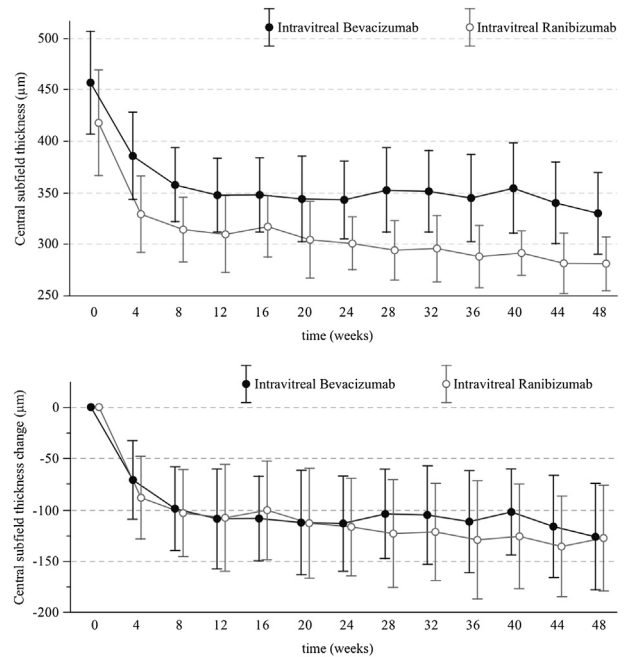 Intravitreal Bevacizumab Intravitreal Ranibizumab
Central subfield thickness (µm)
500
450
400
350
300
250
0 4 8 12 16 20 24 28 32 36 40 44 48
time (weeks)
Intravitreal Bevacizumab Intravitreal Ranibizumab
Central subfield thickness change (µm)
0
-50
-100
-150
-200
0 4 8 12 16 20 24 28 32 36 40 44 48
time (weeks)